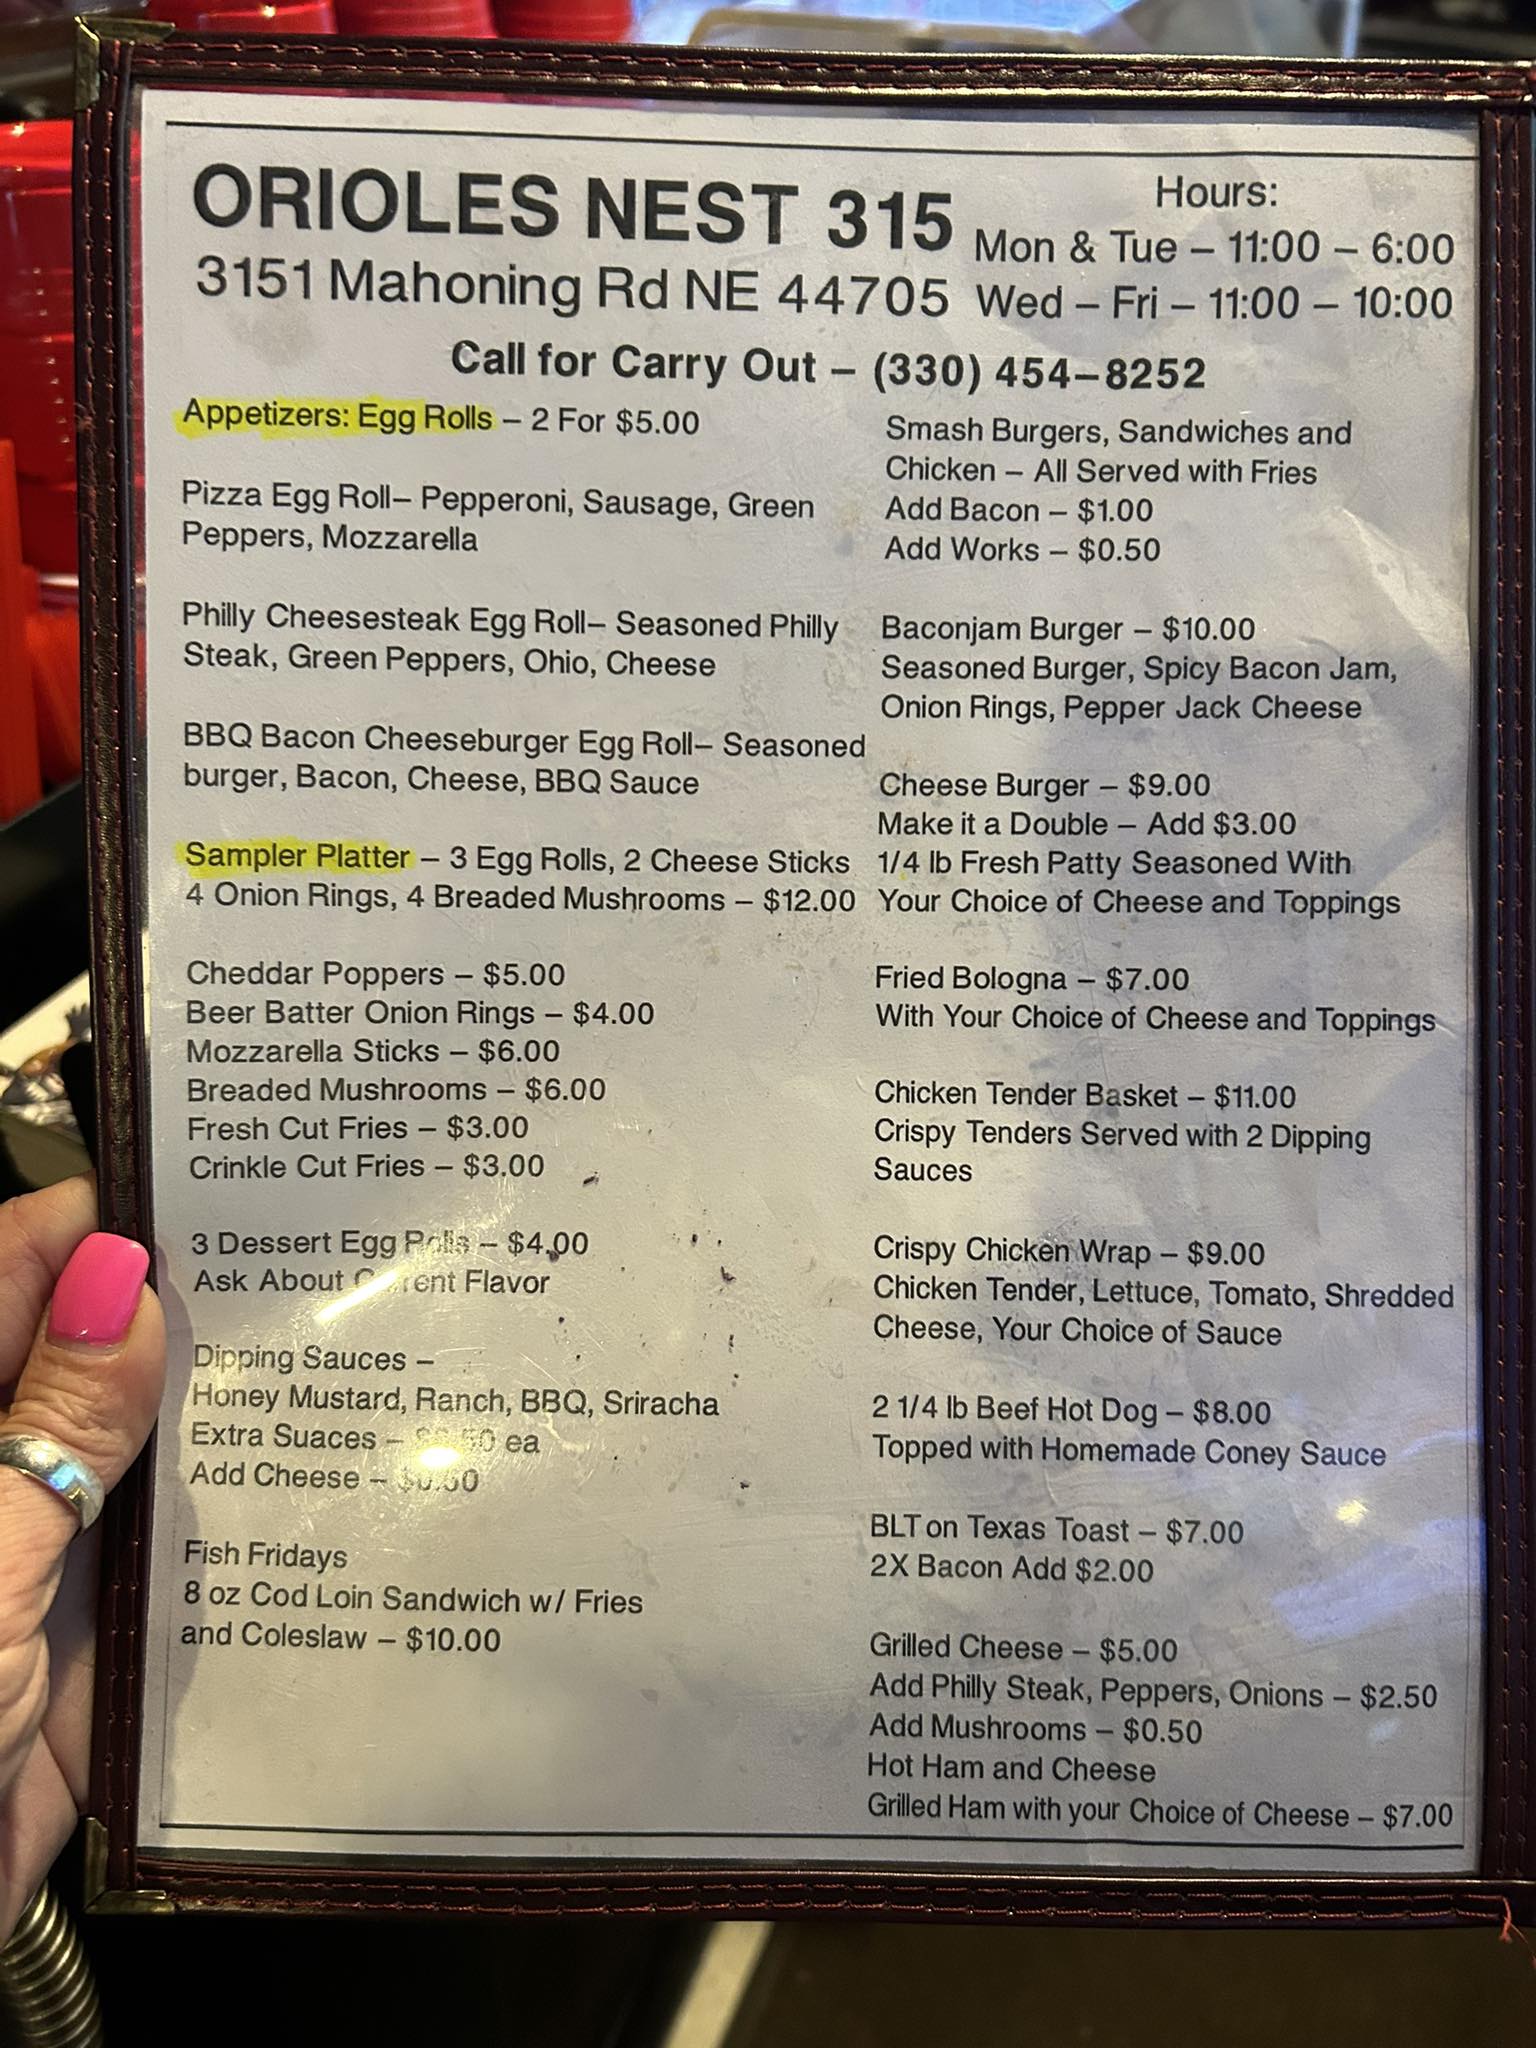 ORIOLES NEST 315
3151 Mahoning Rd NE 44705
Hours:
Mon & Tue – 11:00 – 6:00
Wed – Fri – 11:00 – 10:00
Call for Carry Out – (330) 454–8252
Appetizers: Egg Rolls – 2 For $5.00
Pizza Egg Roll– Pepperoni, Sausage, Green
Peppers, Mozzarella
Philly Cheesesteak Egg Roll– Seasoned Philly
Steak, Green Peppers, Ohio, Cheese
BBQ Bacon Cheeseburger Egg Roll– Seasoned
burger, Bacon, Cheese, BBQ Sauce
Sampler Platter – 3 Egg Rolls, 2 Cheese Sticks
4 Onion Rings, 4 Breaded Mushrooms – $12.00
Cheddar Poppers – $5.00
Beer Batter Onion Rings – $4.00
Mozzarella Sticks – $6.00
Breaded Mushrooms – $6.00
Fresh Cut Fries – $3.00
Crinkle Cut Fries – $3.00
3 Dessert Egg Rolls – $4.00
Ask About Current Flavor
Dipping Sauces –
Honey Mustard, Ranch, BBQ, Sriracha
Extra Suaces – ea
Add Cheese – $0.50
Fish Fridays
8 oz Cod Loin Sandwich w/ Fries
and Coleslaw – $10.00
Smash Burgers, Sandwiches and
Chicken – All Served with Fries
Add Bacon – $1.00
Add Works – $0.50
Baconjam Burger – $10.00
Seasoned Burger, Spicy Bacon Jam,
Onion Rings, Pepper Jack Cheese
Cheese Burger – $9.00
Make it a Double – Add $3.00
1/4 lb Fresh Patty Seasoned With
Your Choice of Cheese and Toppings
Fried Bologna – $7.00
With Your Choice of Cheese and Toppings
Chicken Tender Basket – $11.00
Crispy Tenders Served with 2 Dipping
Sauces
Crispy Chicken Wrap – $9.00
Chicken Tender, Lettuce, Tomato, Shredded
Cheese, Your Choice of Sauce
2 1/4 lb Beef Hot Dog – $8.00
Topped with Homemade Coney Sauce
BLT on Texas Toast – $7.00
2X Bacon Add $2.00
Grilled Cheese – $5.00
Add Philly Steak, Peppers, Onions – $2.50
Add Mushrooms – $0.50
Hot Ham and Cheese
Grilled Ham with your Choice of Cheese – $7.00